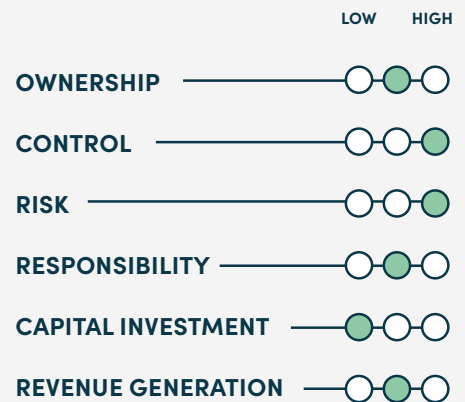 LOW HIGH
OWNERSHIP
CONTROL
RISK
RESPONSIBILITY
CAPITAL INVESTMENT
REVENUE GENERATION